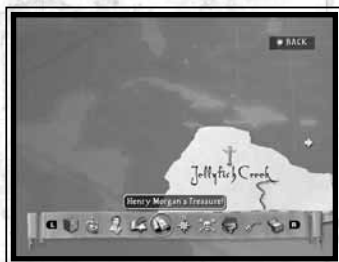 BACK
Jellyfish Creek
Henry Morgan's Treasure!
L
R